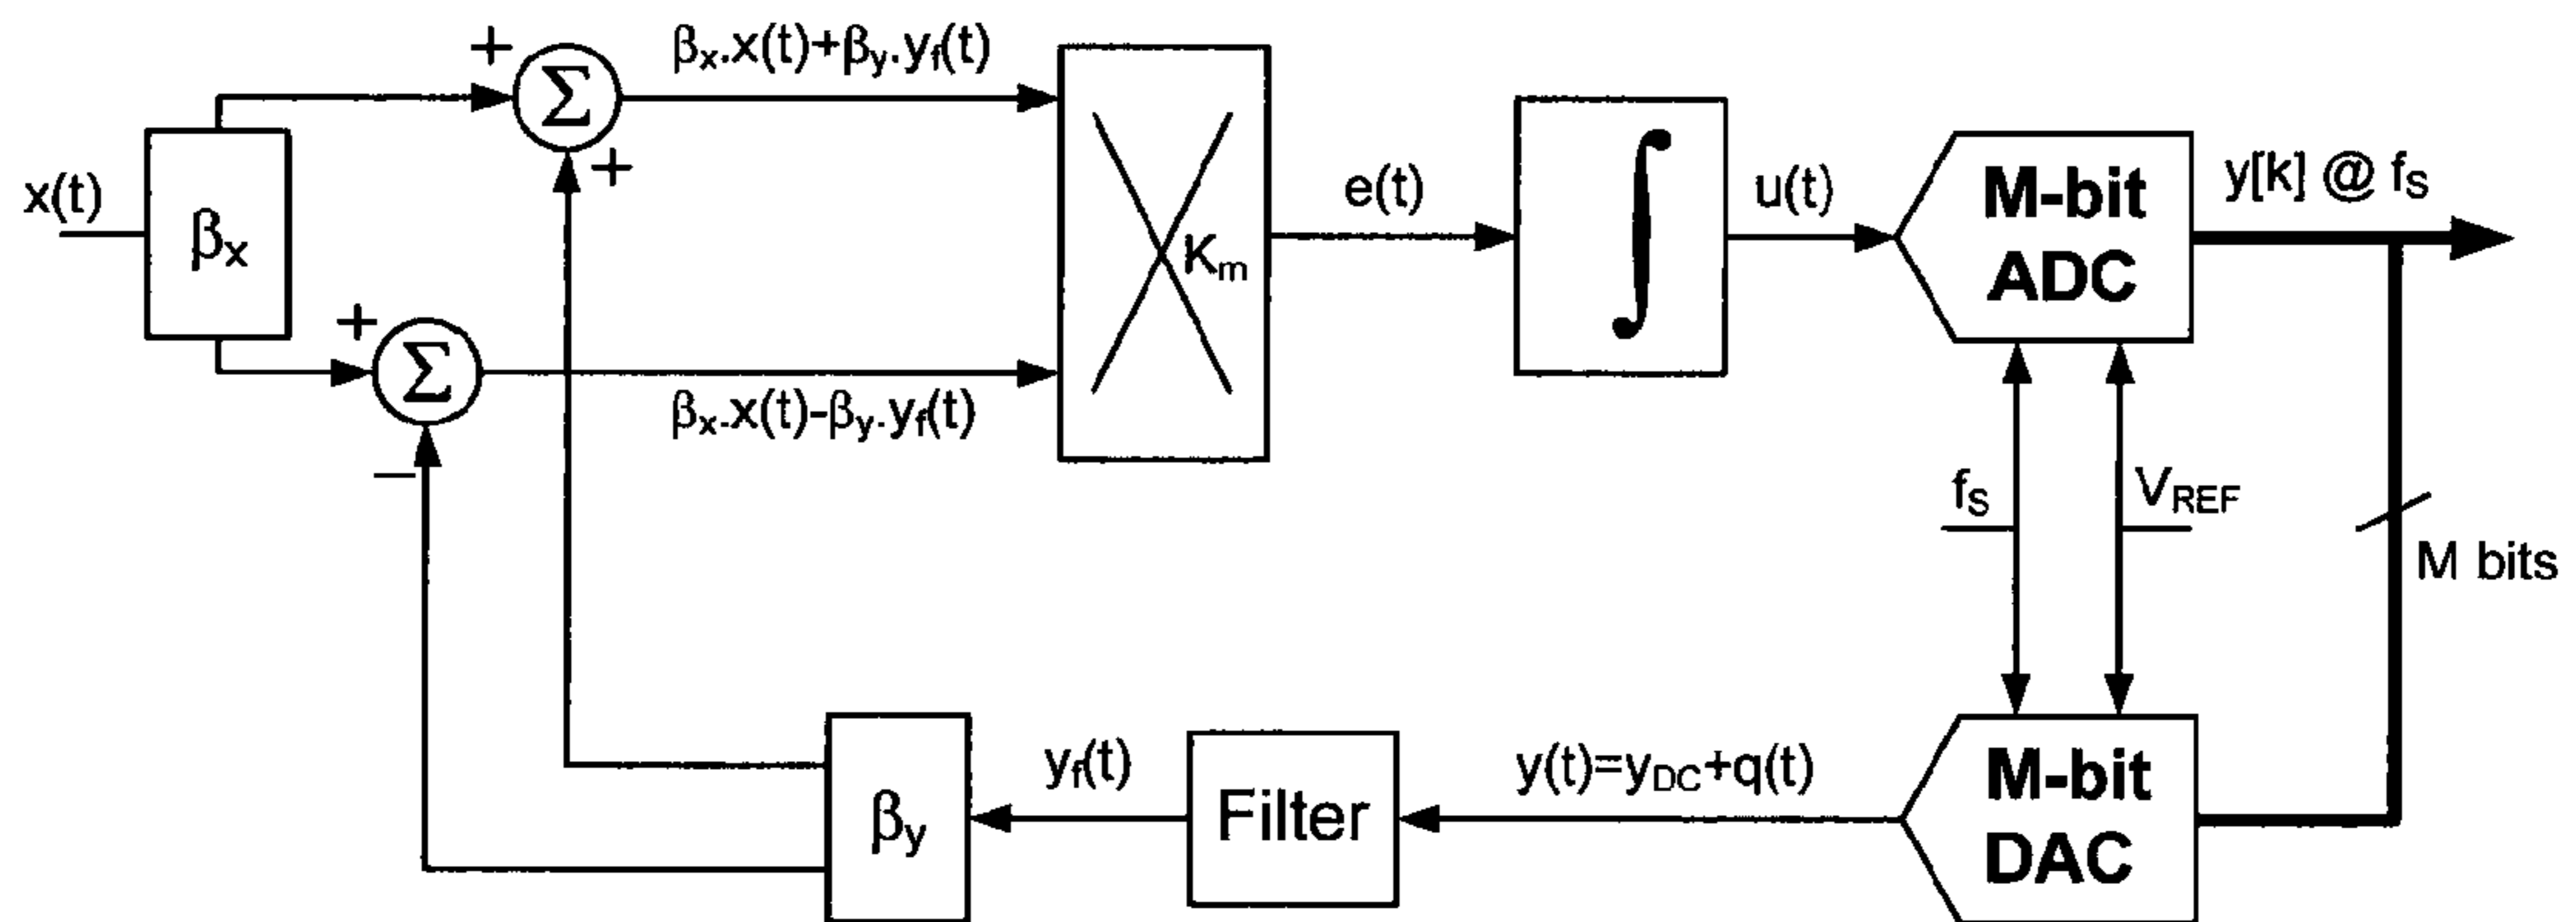 +
βx.x(t)+βy.yf(t)
Σ
+
x(t)
βx
+
Σ
βx.x(t)-βy.yf(t)
−
Km
e(t)
∫
u(t)
M-bit
ADC
y[k] @ fS
fS
VREF
M bits
βy
yf(t)
Filter
y(t)=yDC+q(t)
M-bit
DAC